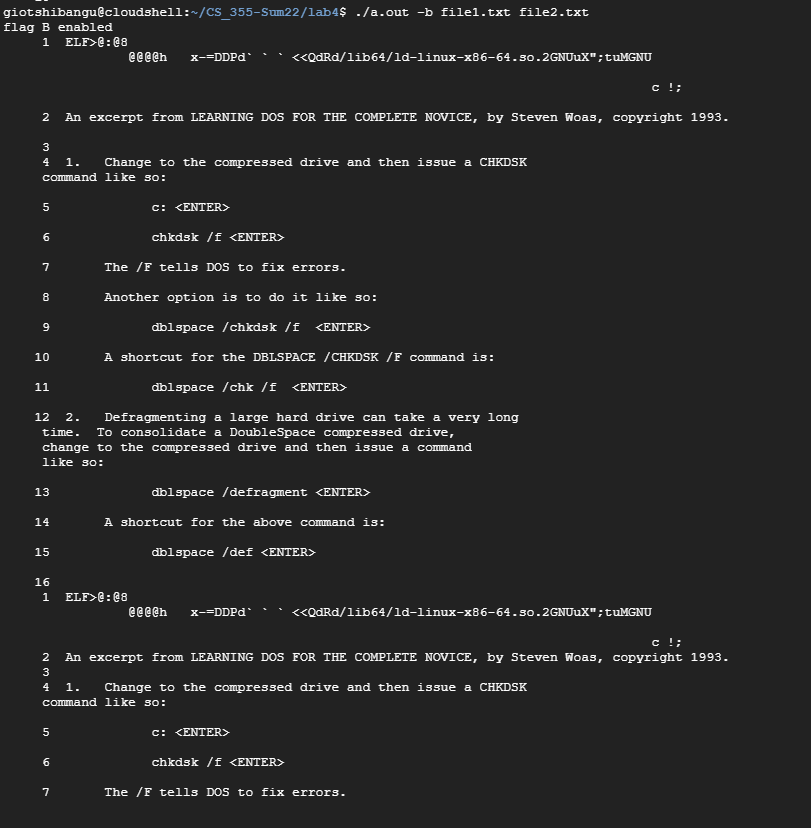 giotshibangu@cloudshell:~/CS_355-Sum22/lab4$ ./a.out -b file1.txt file2.txt
flag B enabled
1 ELF>@:@8
@@@@h x-=DDPd` ` ` <<QdRd/lib64/ld-linux-x86-64.so.2GNUuX";tuMGNU
c !;
2 An excerpt from LEARNING DOS FOR THE COMPLETE NOVICE, by Steven Woas, copyright 1993.
3
4 1. Change to the compressed drive and then issue a CHKDSK
command like so:
5 c: <ENTER>
6 chkdsk /f <ENTER>
7 The /F tells DOS to fix errors.
8 Another option is to do it like so:
9 dblspace /chkdsk /f <ENTER>
10 A shortcut for the DBLSPACE /CHKDSK /F command is:
11 dblspace /chk /f <ENTER>
12 2. Defragmenting a large hard drive can take a very long
time. To consolidate a DoubleSpace compressed drive,
change to the compressed drive and then issue a command
like so:
13 dblspace /defragment <ENTER>
14 A shortcut for the above command is:
15 dblspace /def <ENTER>
16
1 ELF>@:@8
@@@@h x-=DDPd` ` ` <<QdRd/lib64/ld-linux-x86-64.so.2GNUuX";tuMGNU
c !;
2 An excerpt from LEARNING DOS FOR THE COMPLETE NOVICE, by Steven Woas, copyright 1993.
3
4 1. Change to the compressed drive and then issue a CHKDSK
command like so:
5 c: <ENTER>
6 chkdsk /f <ENTER>
7 The /F tells DOS to fix errors.